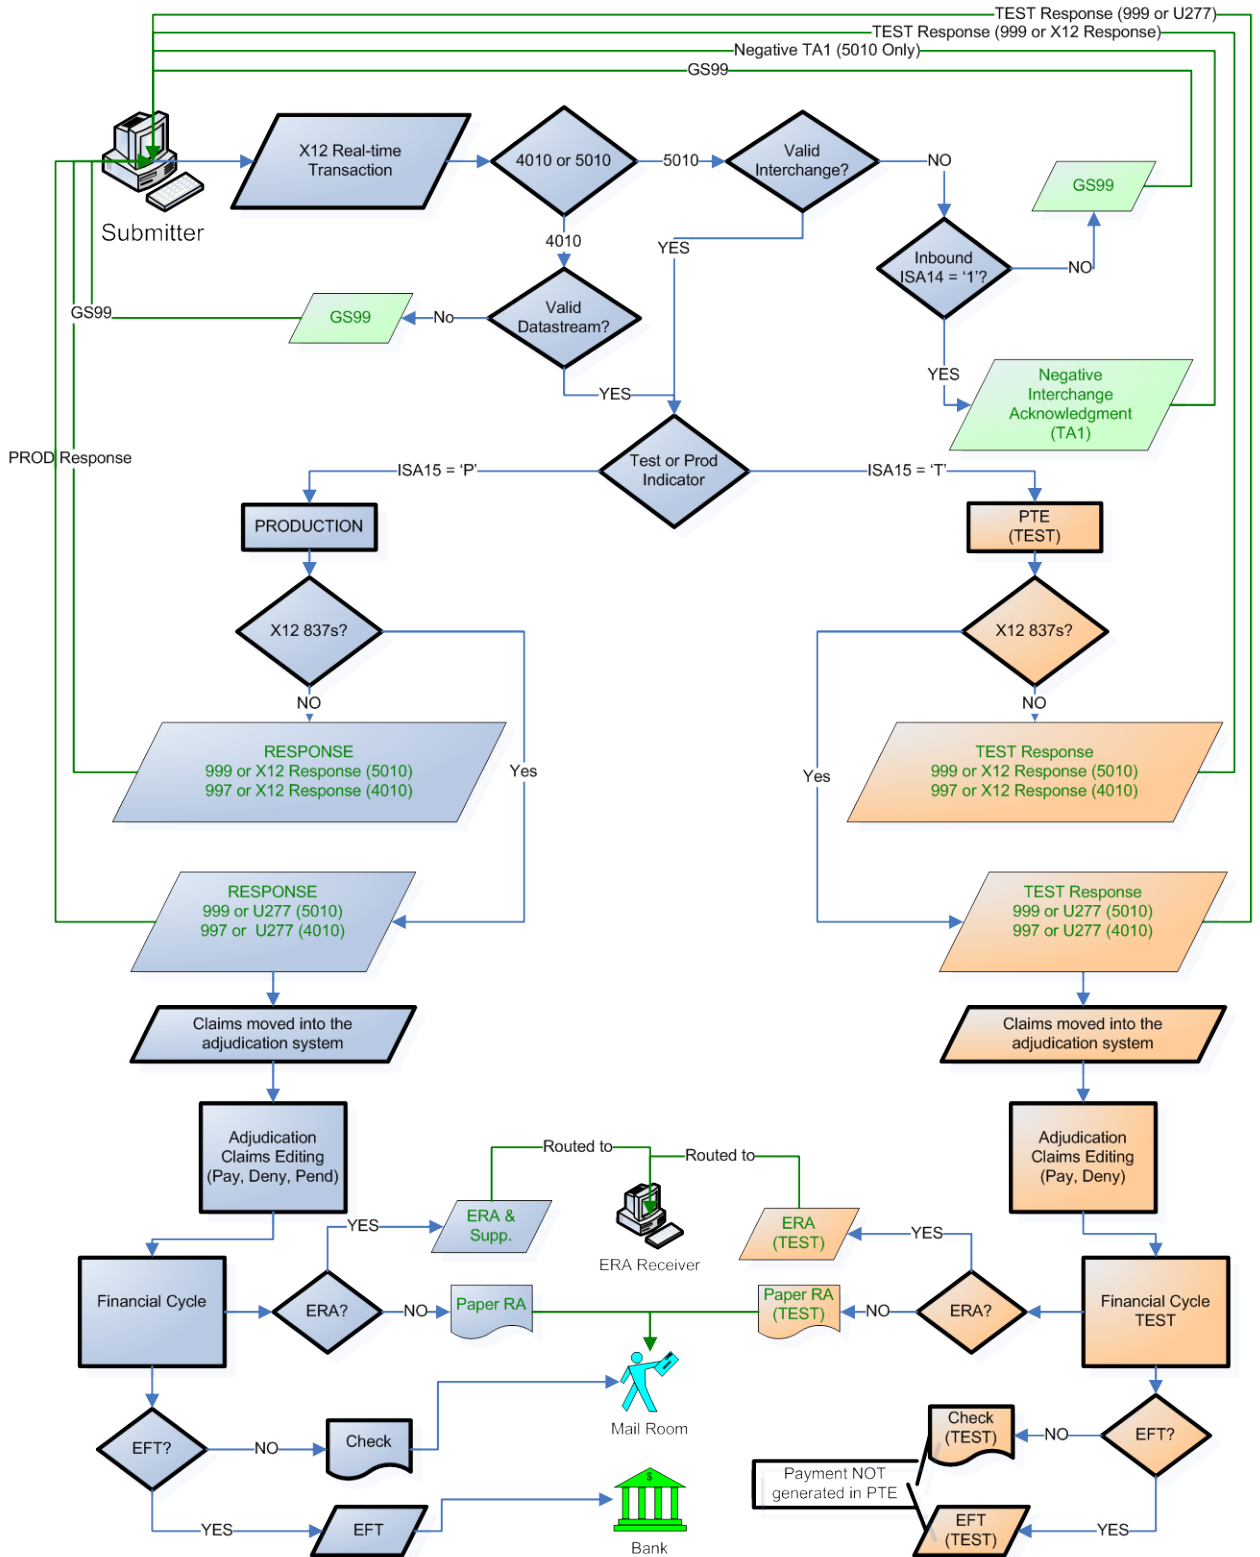 TEST Response (999 or U277)
TEST Response (999 or X12 Response)
Negative TA1 (5010 Only)
GS99
X12 Real-time
Transaction
4010 or 5010
5010
Valid
Interchange?
NO
GS99
Submitter
4010
YES
Inbound
ISA14 = ‘1’?
NO
GS99
GS99
No
Valid
Datastream?
YES
YES
Negative
Interchange
Acknowledgment
(TA1)
PROD Response
ISA15 = ‘P’
Test or Prod
Indicator
ISA15 = ‘T’
PRODUCTION
PTE
(TEST)
X12 837s?
X12 837s?
NO
NO
RESPONSE
999 or X12 Response (5010)
997 or X12 Response (4010)
Yes
Yes
TEST Response
999 or X12 Response (5010)
997 or X12 Response (4010)
RESPONSE
999 or U277 (5010)
997 or U277 (4010)
TEST Response
999 or U277 (5010)
997 or U277 (4010)
Claims moved into the
adjudication system
Claims moved into the
adjudication system
Adjudication
Claims Editing
(Pay, Deny, Pend)
Routed to
Routed to
Adjudication
Claims Editing
(Pay, Deny)
YES
ERA &
Supp.
ERA Receiver
ERA
(TEST)
YES
Financial Cycle
ERA?
NO
Paper RA
Paper RA
(TEST)
NO
ERA?
Financial Cycle
TEST
Mail Room
EFT?
NO
Check
Check
(TEST)
NO
EFT?
Payment NOT
generated in PTE
YES
EFT
$
Bank
EFT
(TEST)
YES